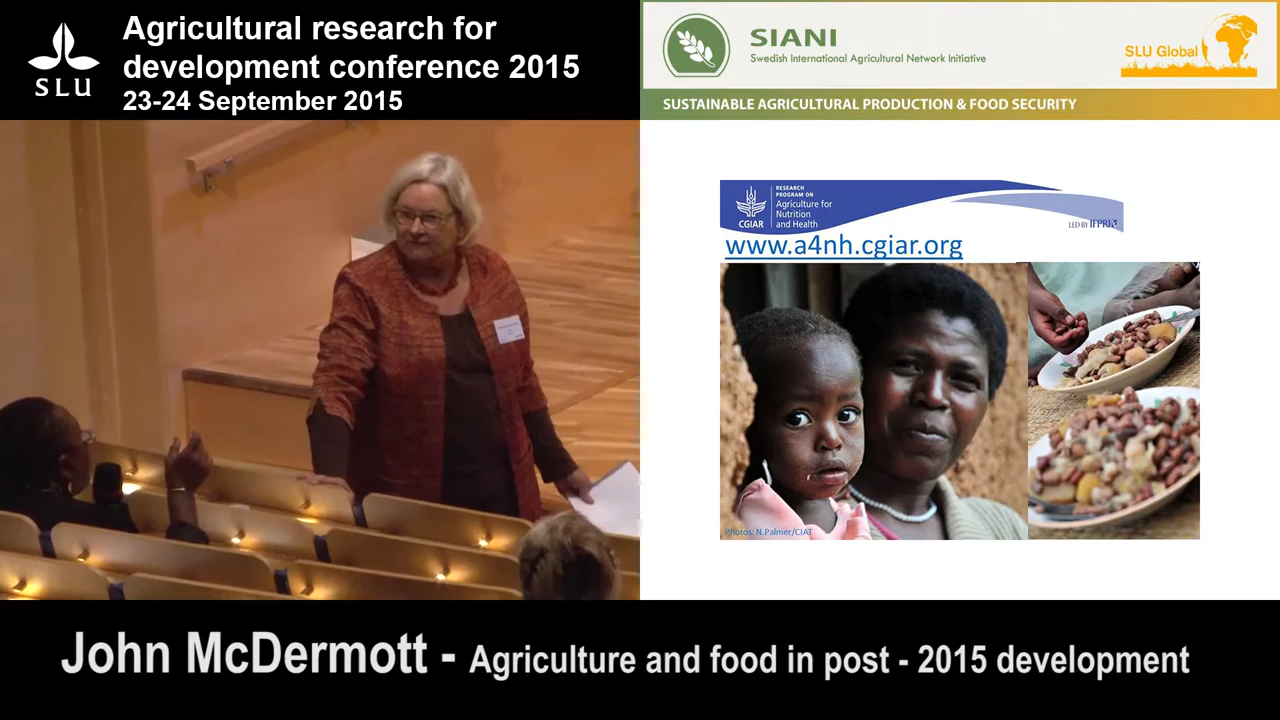 SLU
Agricultural research for
development conference 2015
23-24 September 2015
SIANI
Swedish International Agricultural Network Initiative
SLU Global
SUSTAINABLE AGRICULTURAL PRODUCTION & FOOD SECURITY
CGIAR
RESEARCH
PROGRAM ON
Agriculture for
Nutrition
and Health
LED BY IFPRI
www.a4nh.cgiar.org
Photos: N.Palmer/CIAT
John McDermott - Agriculture and food in post - 2015 development